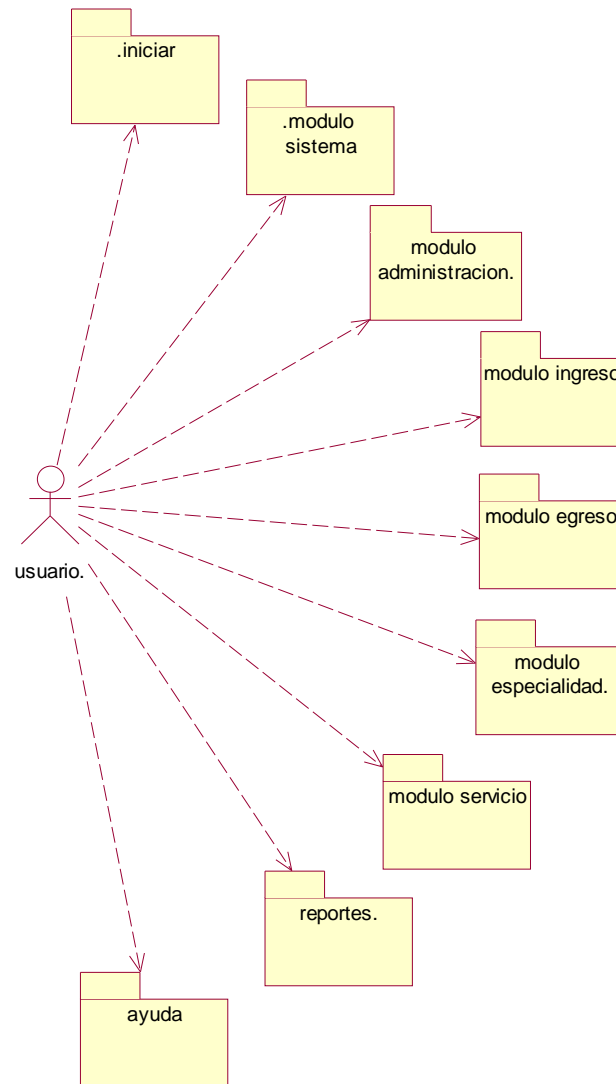 .iniciar
.modulo
sistema
modulo
administracion.
modulo ingreso
modulo egreso
usuario.
modulo
especialidad.
modulo servicio
reportes.
ayuda